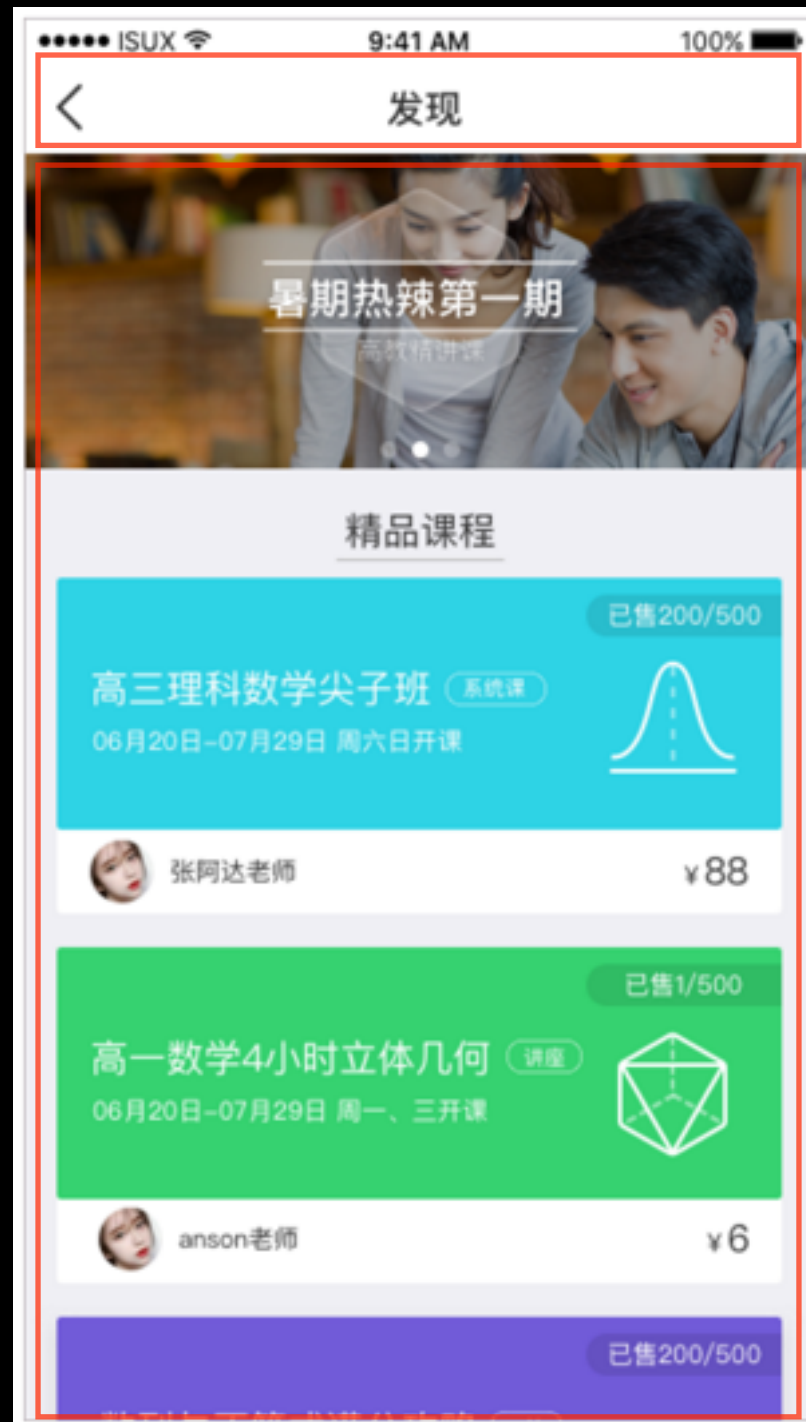 ●●●●● ISUX 9:41 AM 100%
发现
暑期热辣第一期
高效精讲课
精品课程
已售200/500
高三理科数学尖子班 系统课
06月20日-07月29日 周六日开课
张阿达老师 ¥88
已售1/500
高一数学4小时立体几何 讲座
06月20日-07月29日 周一、三开课
anson老师 ¥6
已售200/500